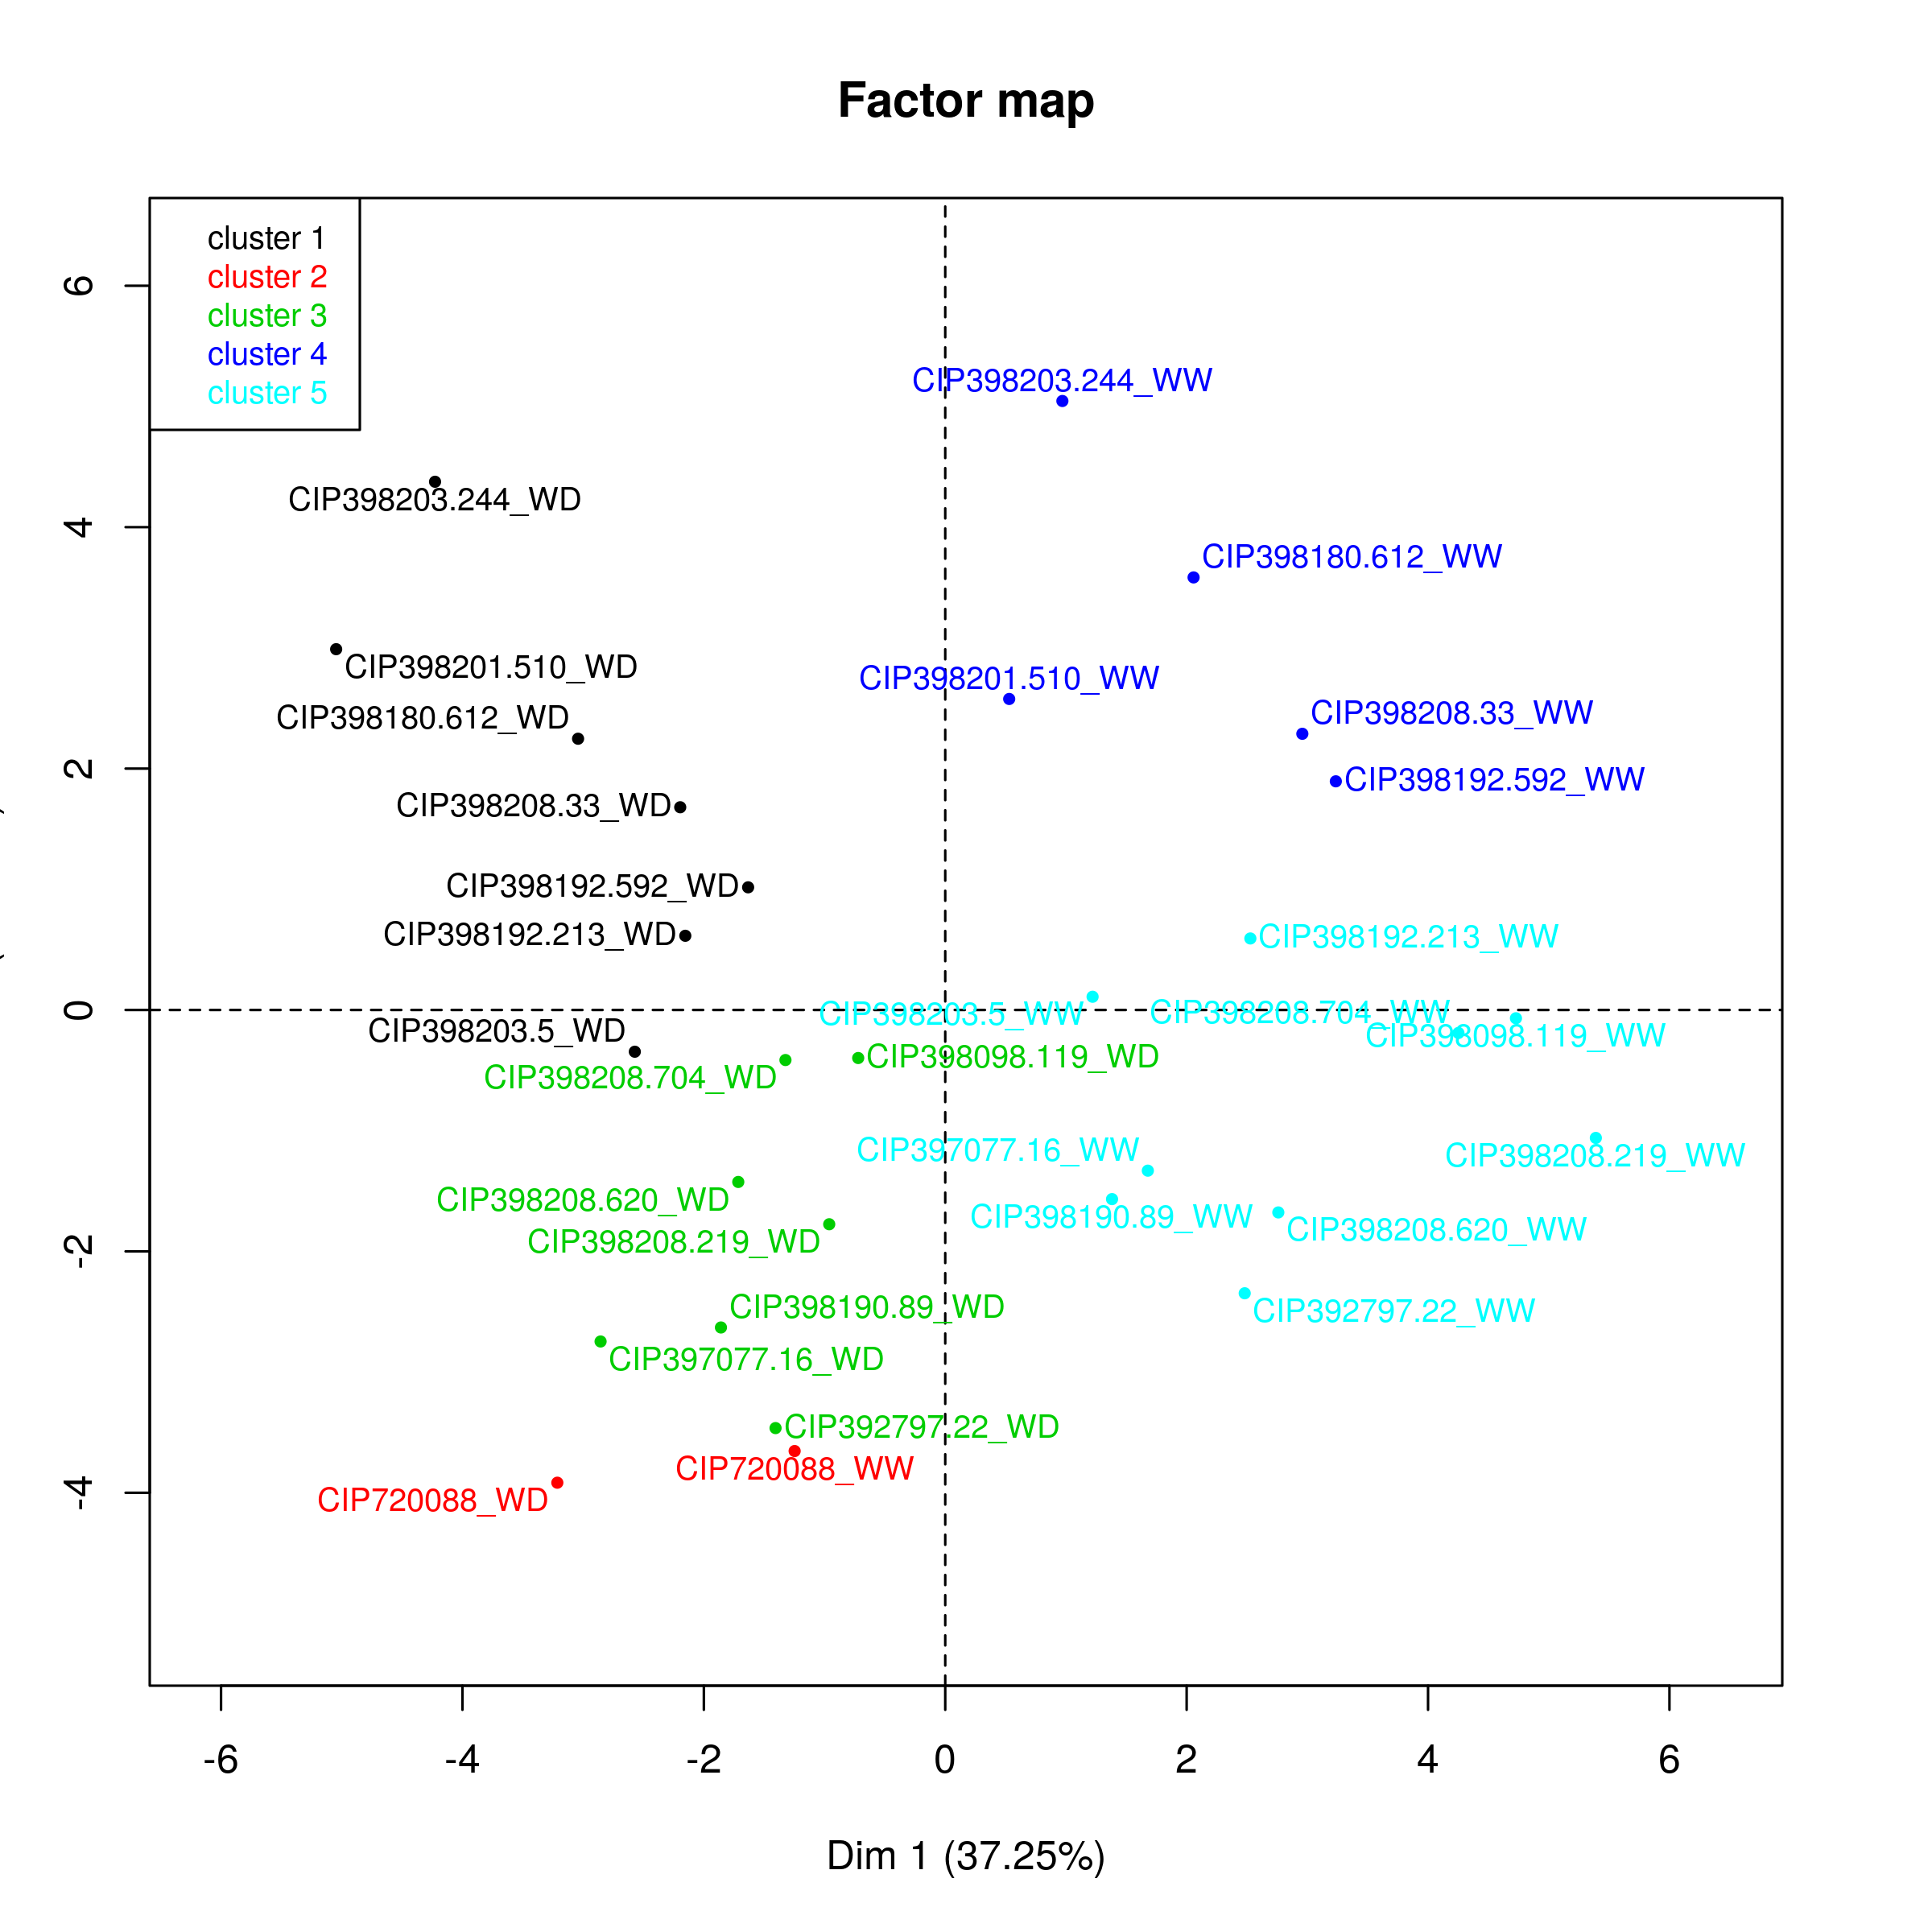 Factor map
cluster 1
cluster 2
cluster 3
cluster 4
cluster 5
6
4
2
0
-2
-4
CIP398203.244_WW
CIP398203.244_WD
CIP398180.612_WW
CIP398201.510_WD
CIP398201.510_WW
CIP398180.612_WD
CIP398208.33_WW
CIP398192.592_WW
CIP398208.33_WD
CIP398192.592_WD
CIP398192.213_WD
CIP398192.213_WW
CIP398203.5_WW
CIP398208.704_WW
CIP398203.5_WD
CIP398098.119_WW
CIP398098.119_WD
CIP398208.704_WD
CIP397077.16_WW
CIP398208.219_WW
CIP398208.620_WD
CIP398190.89_WW
CIP398208.620_WW
CIP398208.219_WD
CIP398190.89_WD
CIP392797.22_WW
CIP397077.16_WD
CIP392797.22_WD
CIP720088_WW
CIP720088_WD
-6 -4 -2 0 2 4 6
Dim 1 (37.25%)